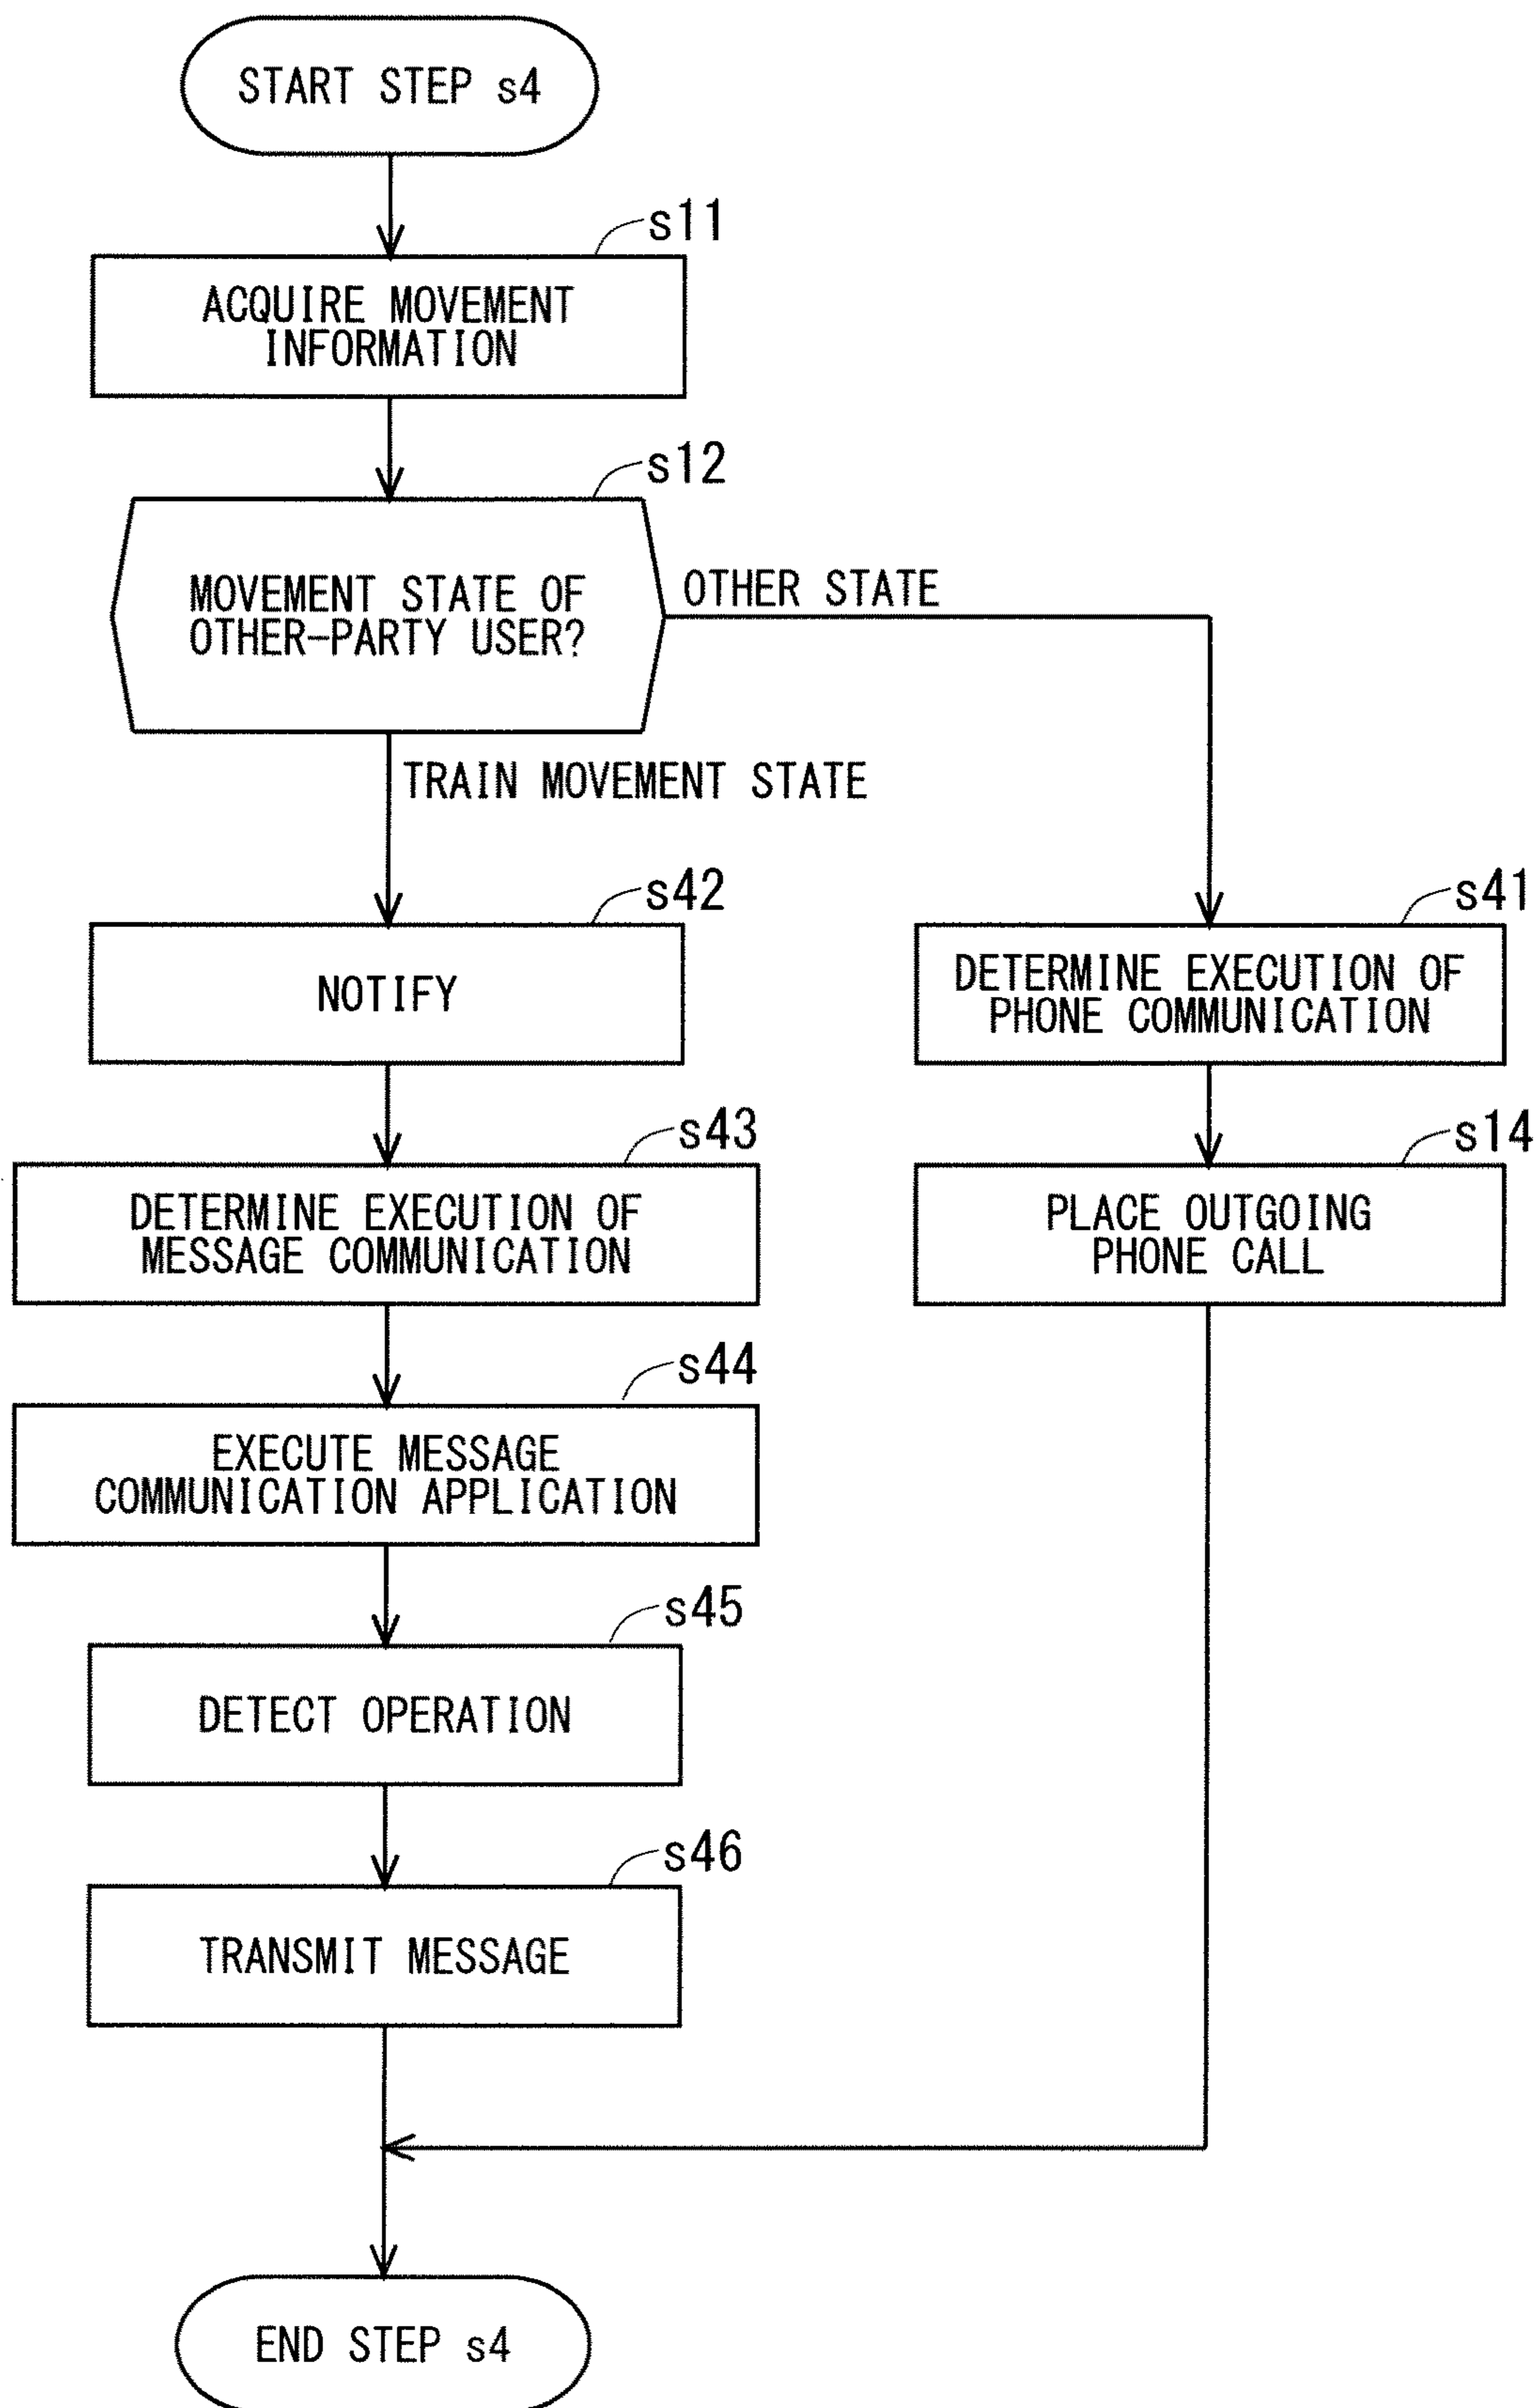 START STEP s4
s11
ACQUIRE MOVEMENT
INFORMATION
s12
MOVEMENT STATE OF
OTHER-PARTY USER?
OTHER STATE
TRAIN MOVEMENT STATE
s42
NOTIFY
s41
DETERMINE EXECUTION OF
PHONE COMMUNICATION
s43
DETERMINE EXECUTION OF
MESSAGE COMMUNICATION
s14
PLACE OUTGOING
PHONE CALL
s44
EXECUTE MESSAGE
COMMUNICATION APPLICATION
s45
DETECT OPERATION
s46
TRANSMIT MESSAGE
END STEP s4